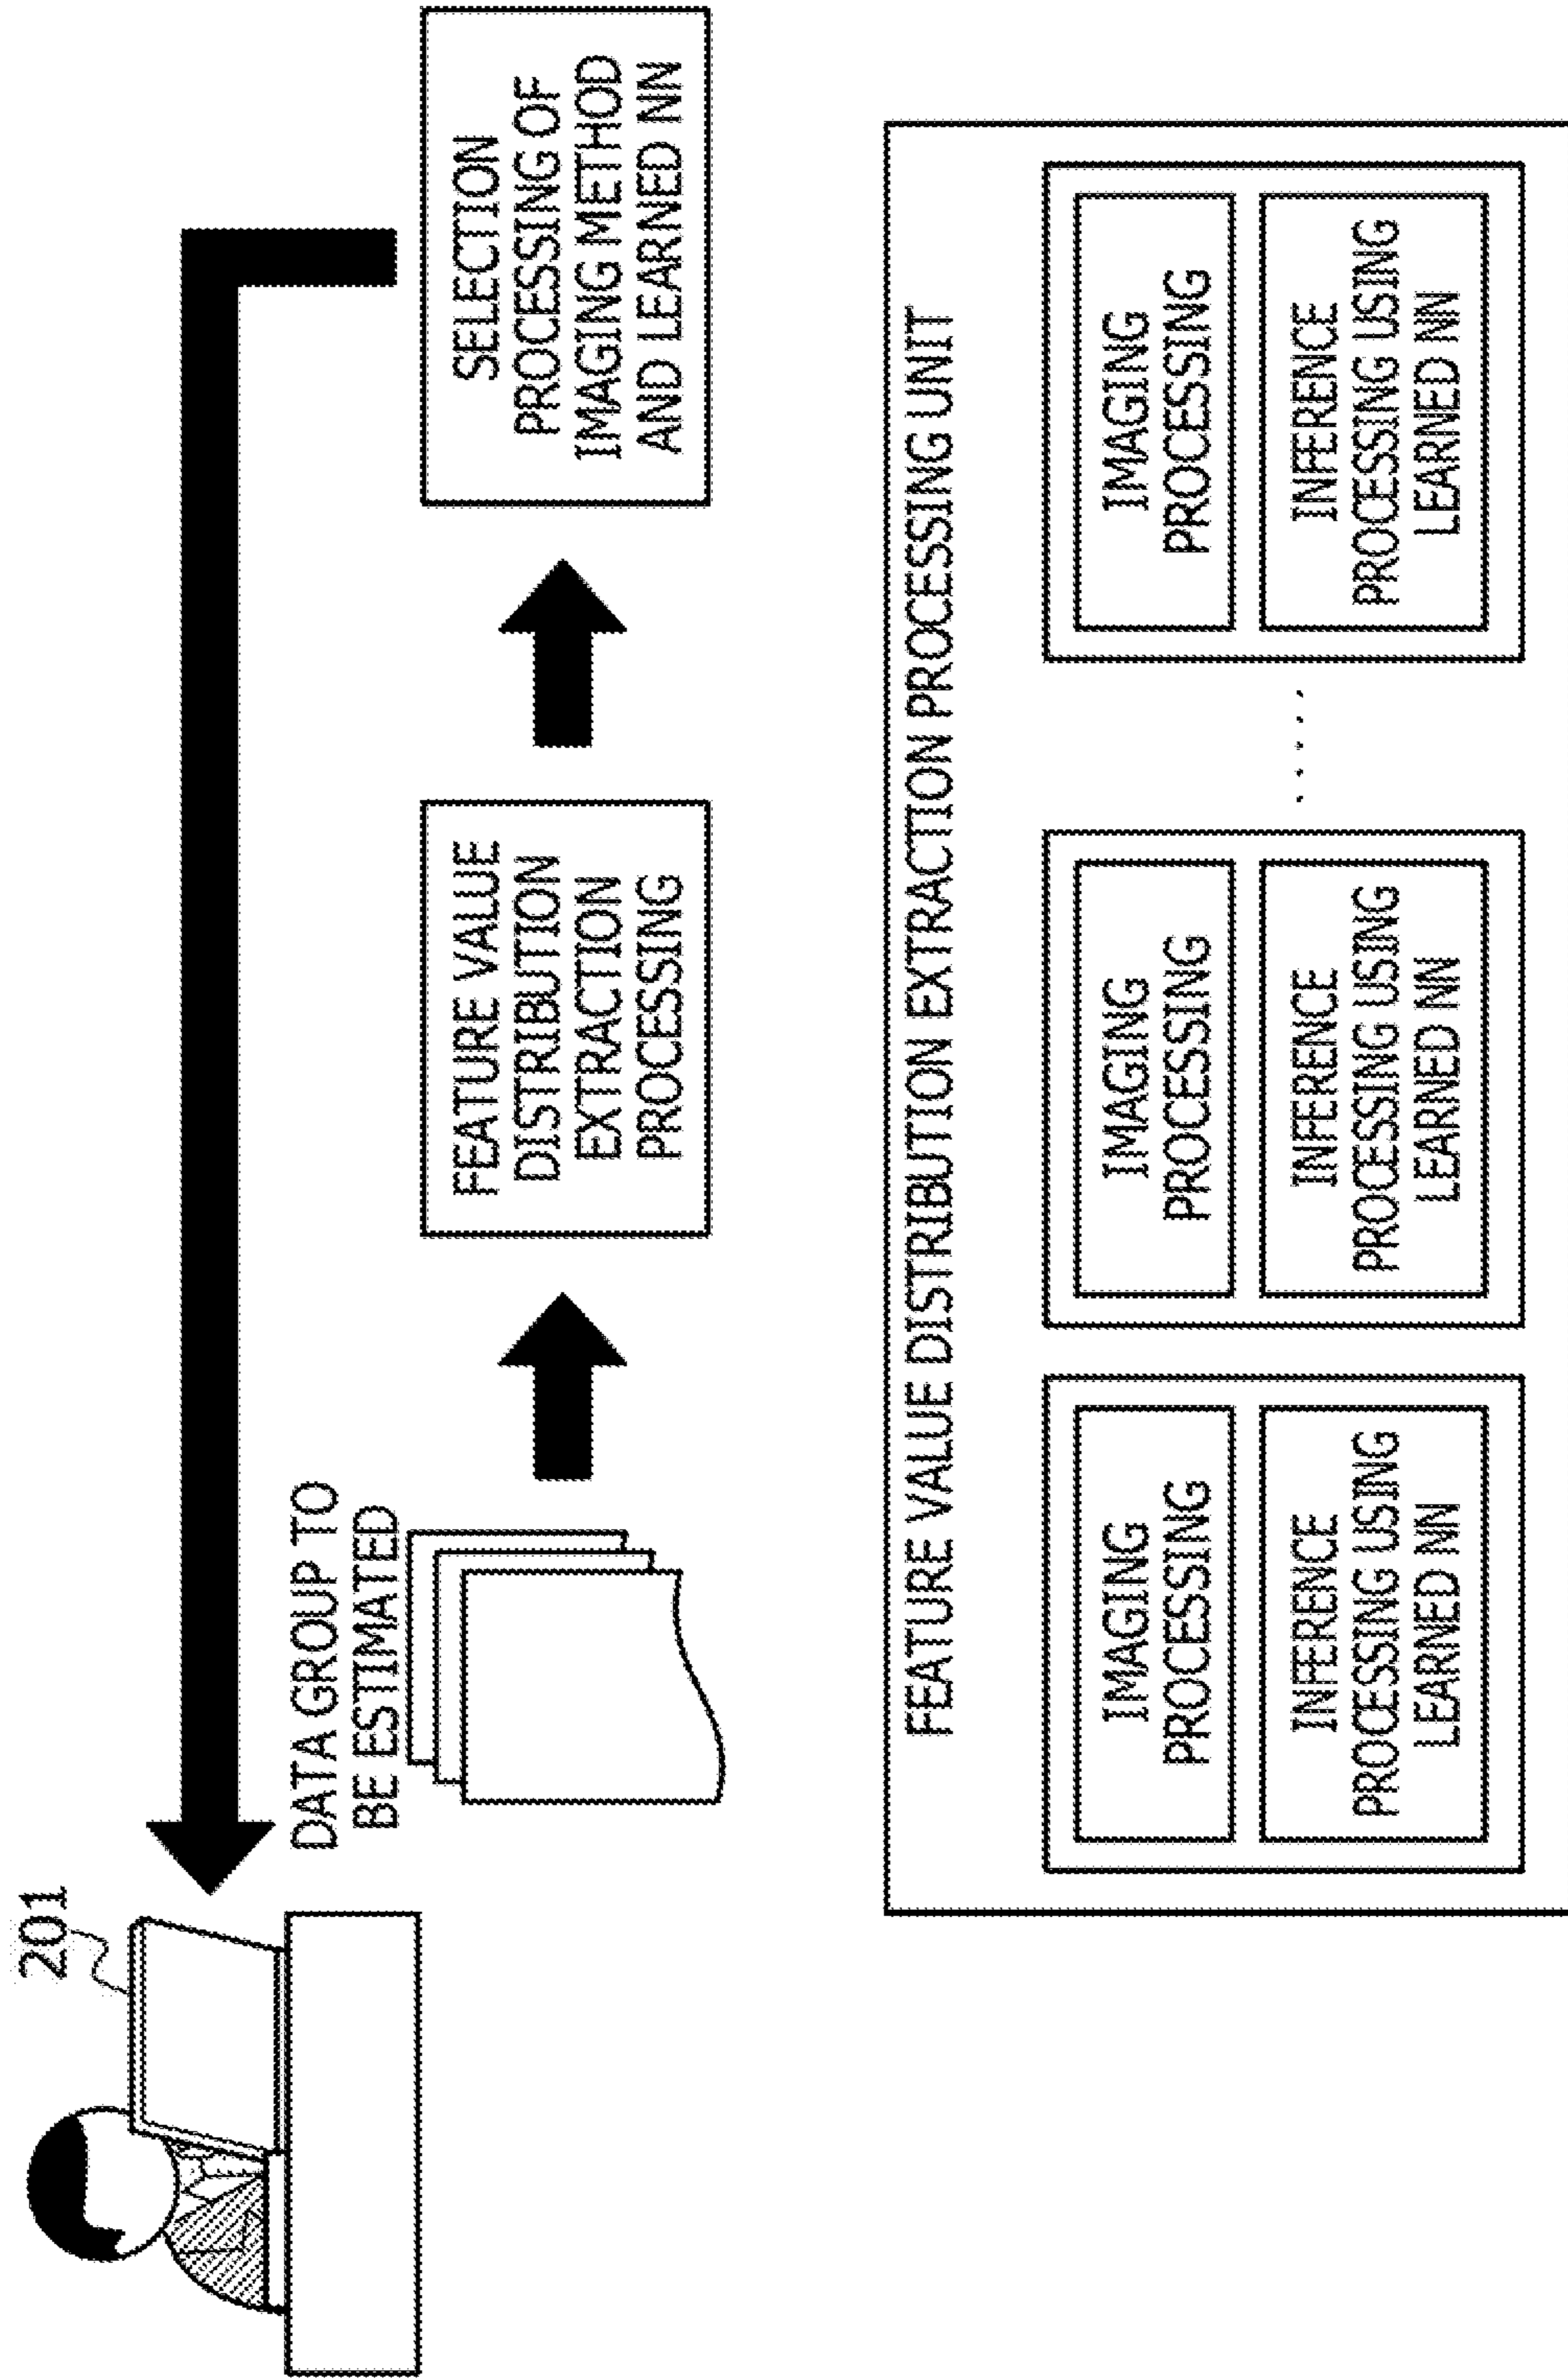 201
DATA GROUP TO
BE ESTIMATED
FEATURE VALUE
DISTRIBUTION
EXTRACTION
PROCESSING
SELECTION
PROCESSING OF
IMAGING METHOD
AND LEARNED NN
FEATURE VALUE DISTRIBUTION EXTRACTION PROCESSING UNIT
IMAGING
PROCESSING
INFERENCE
PROCESSING USING
LEARNED NN
IMAGING
PROCESSING
INFERENCE
PROCESSING USING
LEARNED NN
.....
IMAGING
PROCESSING
INFERENCE
PROCESSING USING
LEARNED NN